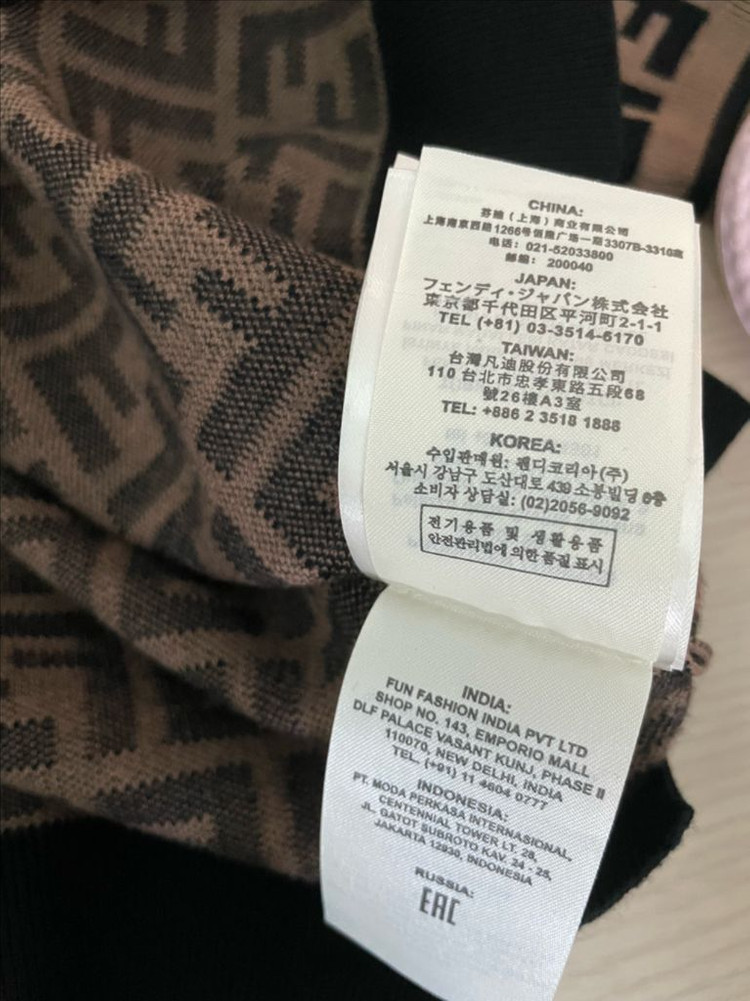 CHINA:
芬迪（上海）商业有限公司
上海南京西路1266号恒隆广场一期3307B-3310室
电话: 021-52033800
邮编: 200040
JAPAN:
フェンディ・ジャパン株式会社
東京都千代田区平河町2-1-1
TEL (+81) 03-3514-6170
TAIWAN:
台灣凡迪股份有限公司
110 台北市忠孝東路五段68
號26樓A3室
TEL: +886 2 3518 1888
KOREA:
수입판매원: 펜디코리아(주)
서울시 강남구 도산대로 439 소봉빌딩 6층
소비자 상담실: (02)2056-9092
전기용품 및 생활용품
안전관리법에 의한 품질 표시
INDIA:
FUN FASHION INDIA PVT LTD
SHOP NO. 143, EMPORIO MALL
DLF PALACE VASANT KUNJ, PHASE II
110070, NEW DELHI, INDIA
TEL. (+91) 11 4604 0777
INDONESIA:
PT. MODA PERKASA INTERNASIONAL,
CENTENNIAL TOWER LT. 28,
JL. GATOT SUBROTO KAV. 24 - 25,
JAKARTA 12930, INDONESIA
RUSSIA:
EAC